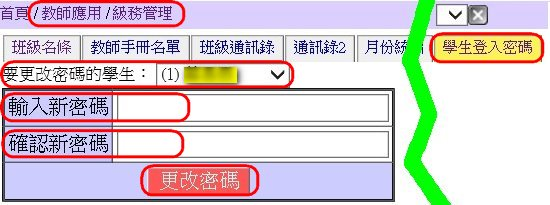 首頁 / 教師應用 / 級務管理
班級名條 教師手冊名單 班級通訊錄 通訊錄2 月份統 學生登入密碼
要更改密碼的學生： (1)
輸入新密碼
確認新密碼
更改密碼